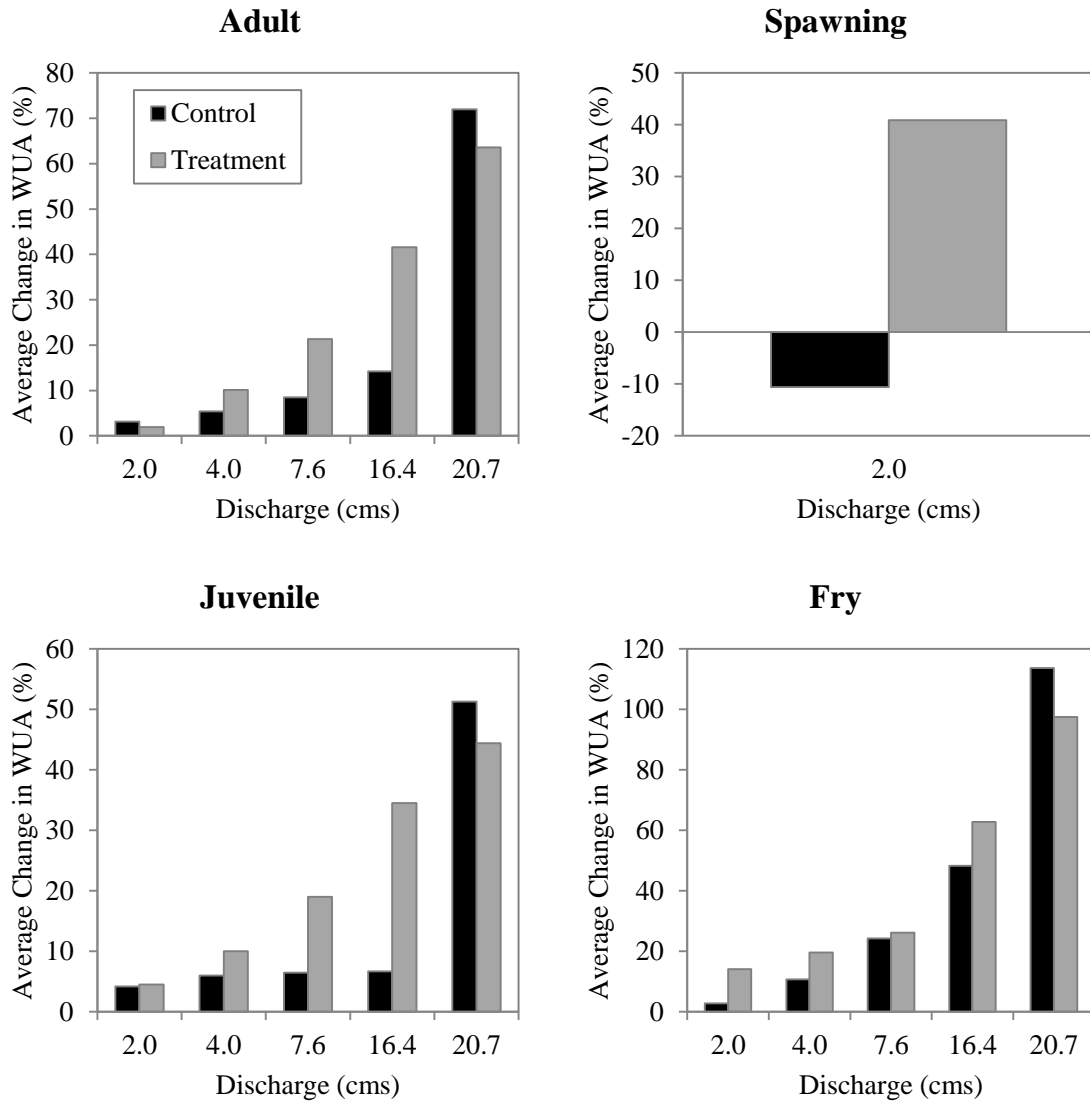 Adult
Average Change in WUA (%)
80
70
60
50
40
30
20
10
0
Control
Treatment
2.0 4.0 7.6 16.4 20.7
Discharge (cms)
Spawning
Average Change in WUA (%)
50
40
30
20
10
0
-10
-20
2.0
Discharge (cms)
Juvenile
Average Change in WUA (%)
60
50
40
30
20
10
0
2.0 4.0 7.6 16.4 20.7
Discharge (cms)
Fry
Average Change in WUA (%)
120
100
80
60
40
20
0
2.0 4.0 7.6 16.4 20.7
Discharge (cms)